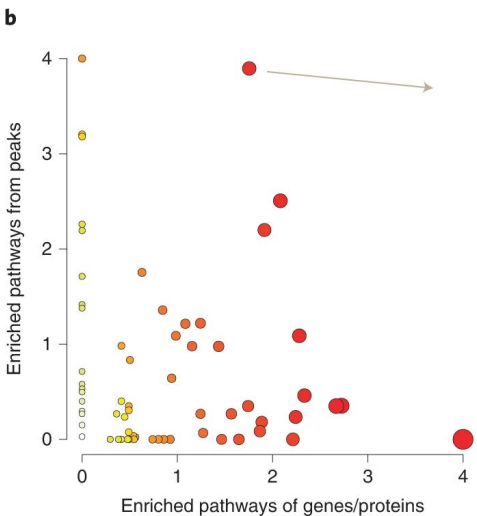 b
4
3
2
1
0
Enriched pathways from peaks
0 1 2 3 4
Enriched pathways of genes/proteins